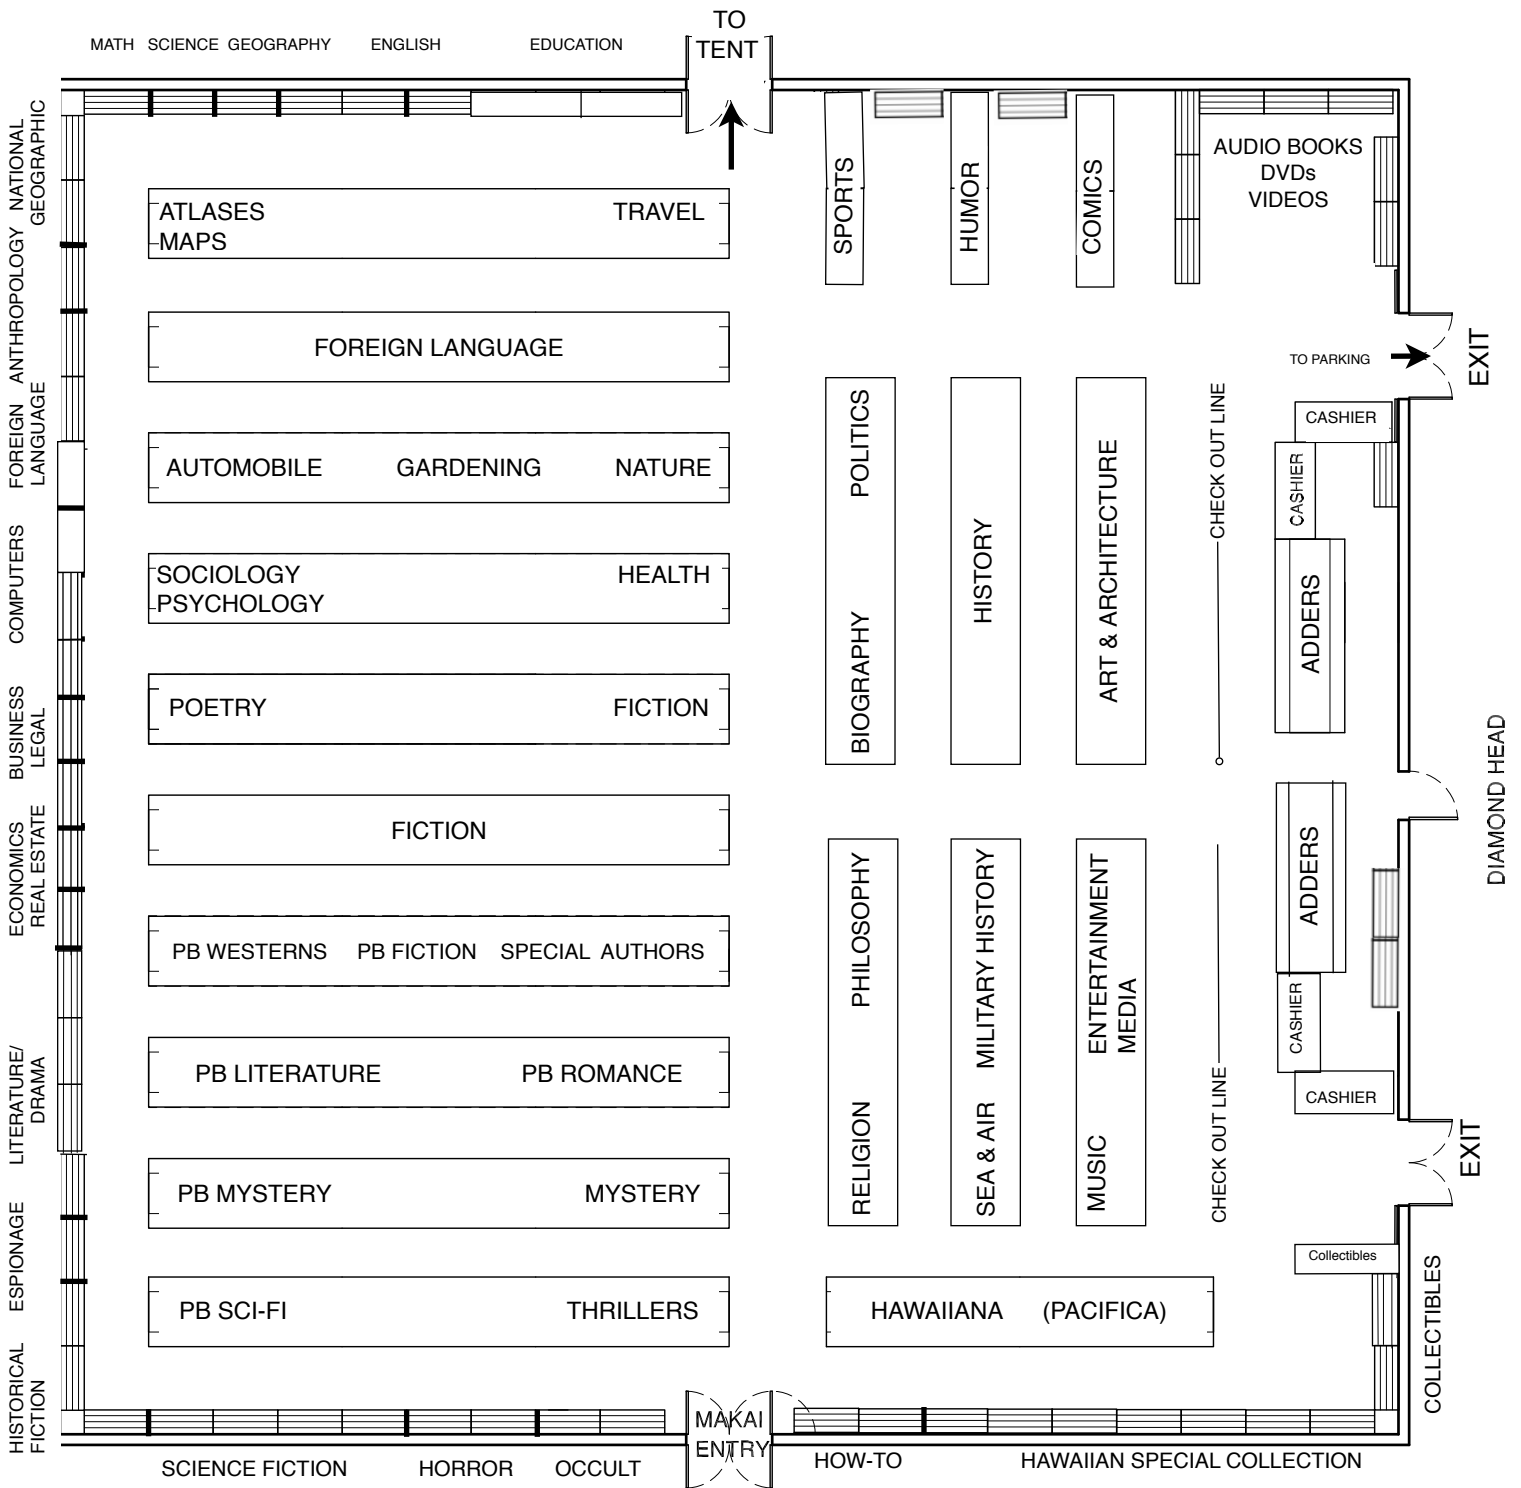 TO
TENT
MATH SCIENCE GEOGRAPHY ENGLISH EDUCATION
NATIONAL
GEOGRAPHIC
ANTHROPOLOGY
FOREIGN
LANGUAGE
COMPUTERS
BUSINESS
LEGAL
ECONOMICS
REAL ESTATE
LITERATURE/
DRAMA
ESPIONAGE
HISTORICAL
FICTION
ATLASES TRAVEL
MAPS
FOREIGN LANGUAGE
AUTOMOBILE GARDENING NATURE
SOCIOLOGY HEALTH
PSYCHOLOGY
POETRY FICTION
FICTION
PB WESTERNS PB FICTION SPECIAL AUTHORS
PB LITERATURE PB ROMANCE
PB MYSTERY MYSTERY
PB SCI-FI THRILLERS
SPORTS
HUMOR
COMICS
AUDIO BOOKS
DVDs
VIDEOS
TO PARKING
EXIT
BIOGRAPHY POLITICS
HISTORY
ART & ARCHITECTURE
CHECK OUT LINE
CASHIER
CASHIER
ADDERS
DIAMOND HEAD
RELIGION PHILOSOPHY
SEA & AIR MILITARY HISTORY
MUSIC ENTERTAINMENT
MEDIA
CHECK OUT LINE
ADDERS
CASHIER
CASHIER
EXIT
Collectibles
COLLECTIBLES
HAWAIIANA (PACIFICA)
MAKAI
ENTRY
SCIENCE FICTION HORROR OCCULT
HOW-TO HAWAIIAN SPECIAL COLLECTION